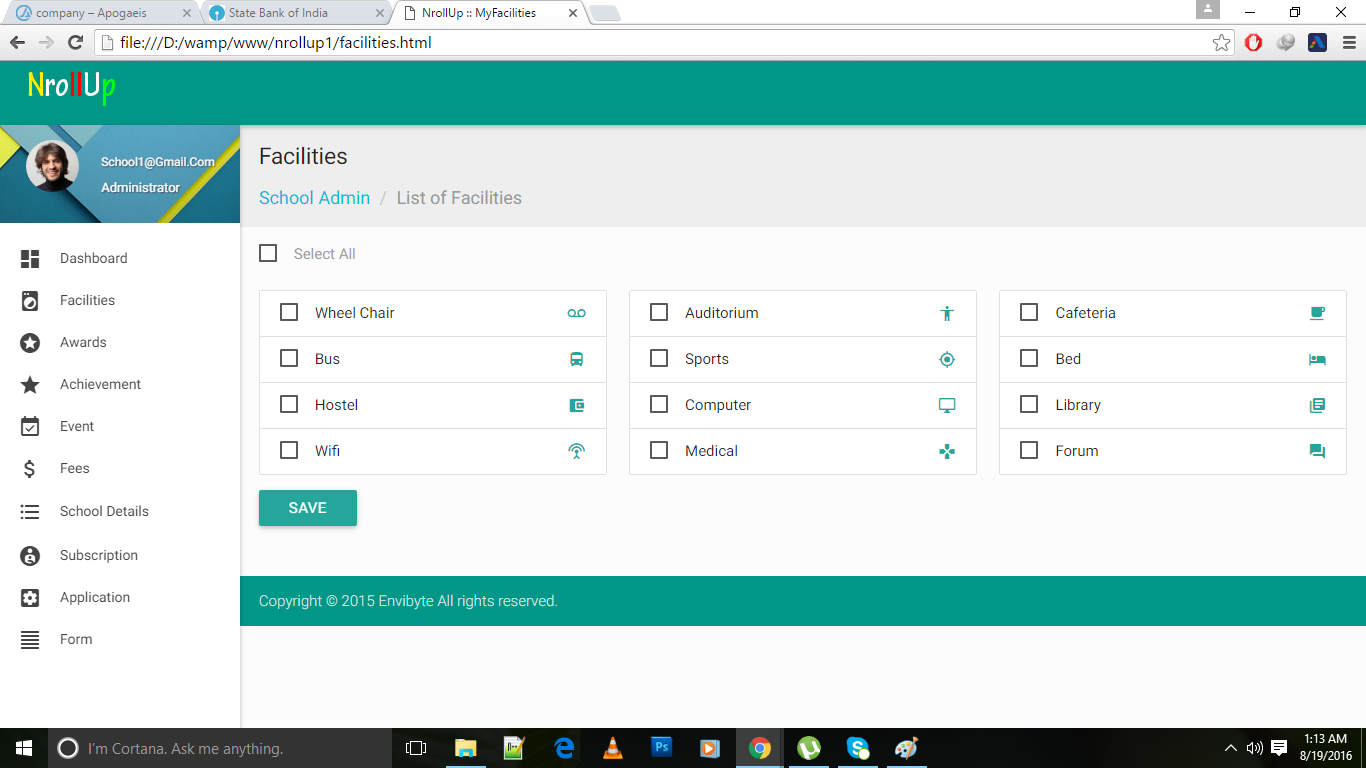 company – Apogaeis
State Bank of India
NrollUp :: MyFacilities
file:///D:/wamp/www/nrollup1/facilities.html
NrollUp
School1@Gmail.Com
Administrator
Dashboard
Facilities
Awards
Achievement
Event
Fees
School Details
Subscription
Application
Form
Facilities
School Admin / List of Facilities
Select All
Wheel Chair
Bus
Hostel
Wifi
Auditorium
Sports
Computer
Medical
Cafeteria
Bed
Library
Forum
SAVE
Copyright © 2015 Envibyte All rights reserved.
I'm Cortana. Ask me anything.
Ps
1:13 AM
8/19/2016